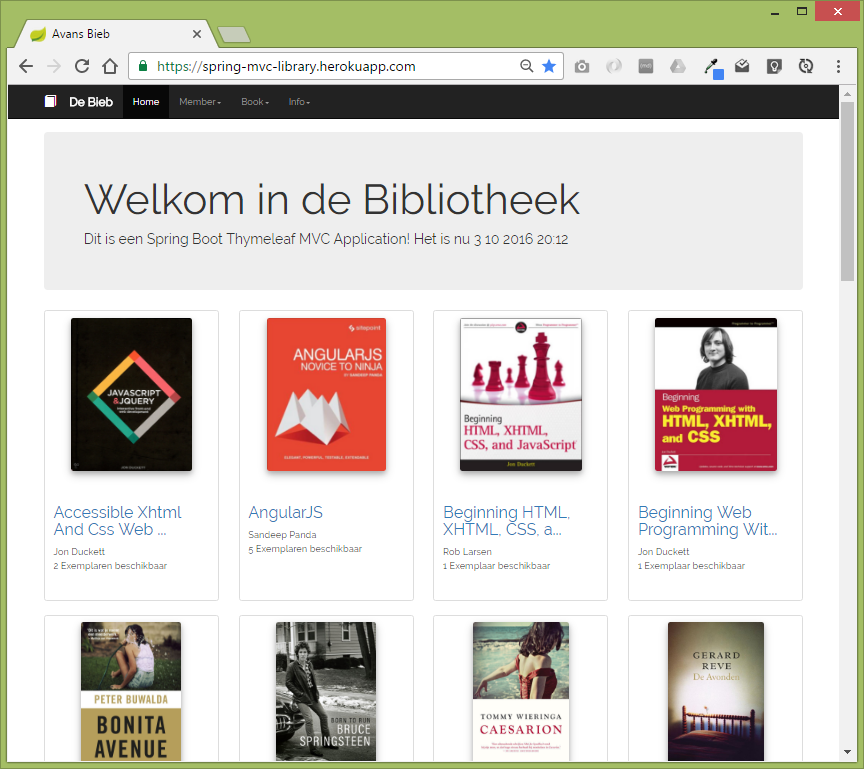 Avans Bieb
https://spring-mvc-library.herokuapp.com
De Bieb Home Member Book Info
Welkom in de Bibliotheek
Dit is een Spring Boot Thymeleaf MVC Application! Het is nu 3 10 2016 20:12
JAVASCRIPT
&JQUERY
JON DUCKETT
Accessible Xhtml
And Css Web ...
Jon Duckett
2 Exemplaren beschikbaar
sitepoint
ANGULARJS
NOVICE TO NINJA
BY SANDEEP PANDA
AngularJS
Sandeep Panda
5 Exemplaren beschikbaar
Beginning
HTML, XHTML,
CSS, and JavaScript
Jon Duckett
Beginning HTML,
XHTML, CSS, a...
Rob Larsen
1 Exemplaar beschikbaar
Beginning
Web Programming with
HTML, XHTML,
and CSS
Beginning Web
Programming Wit...
Jon Duckett
1 Exemplaar beschikbaar
PETER BUWALDA
BONITA
AVENUE
BORN TO RUN
BRUCE
SPRINGSTEEN
TOMMY WIERINGA
CAESARION
GERARD
REVE
De Avonden